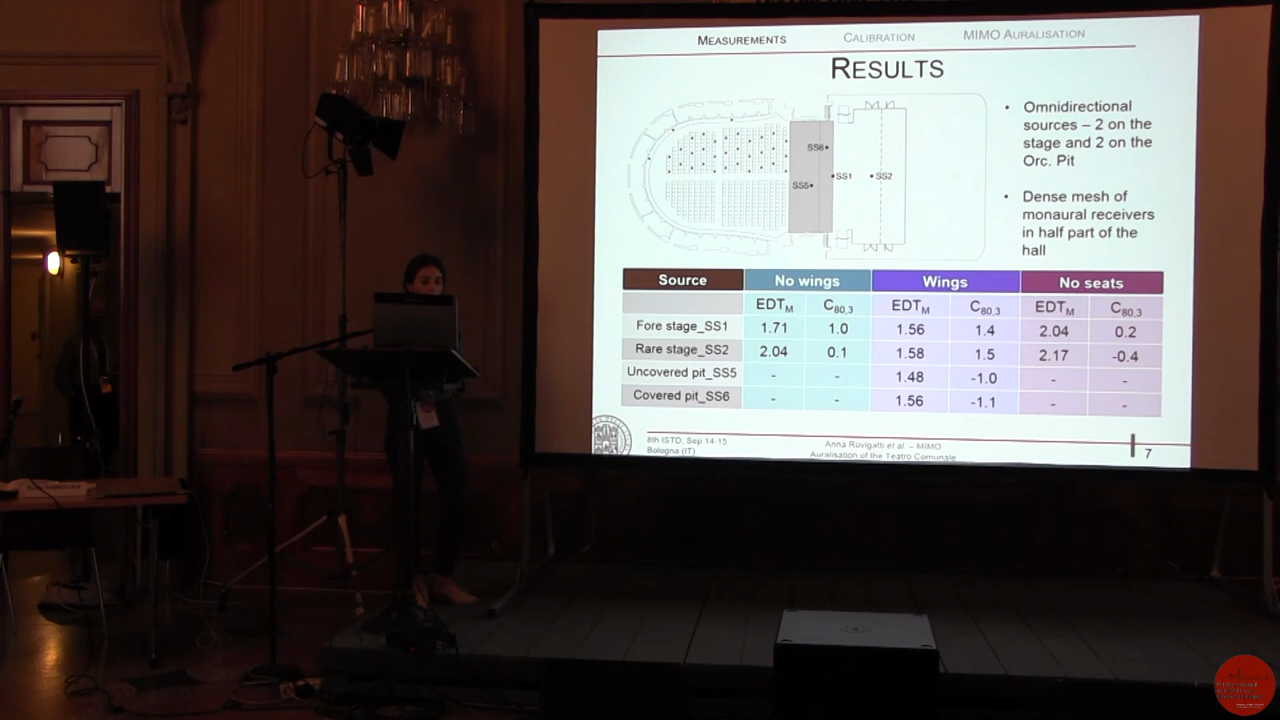 MEASUREMENTS CALIBRATION MIMO AURALISATION
RESULTS
SS6
SS5
SS1
SS2
• Omnidirectional
sources – 2 on the
stage and 2 on the
Orc. Pit
• Dense mesh of
monaural receivers
in half part of the
hall
Source No wings Wings No seats
EDTM C80,3 EDTM C80,3 EDTM C80,3
Fore stage_SS1 1.71 1.0 1.56 1.4 2.04 0.2
Rare stage_SS2 2.04 0.1 1.58 1.5 2.17 -0.4
Uncovered pit_SS5 - - 1.48 -1.0 - -
Covered pit_SS6 - - 1.56 -1.1 - -
8th ISTD, Sep 14-15
Bologna (IT)
Anna Rovigatti et al. – MIMO
Auralisation of the Teatro Comunale
7